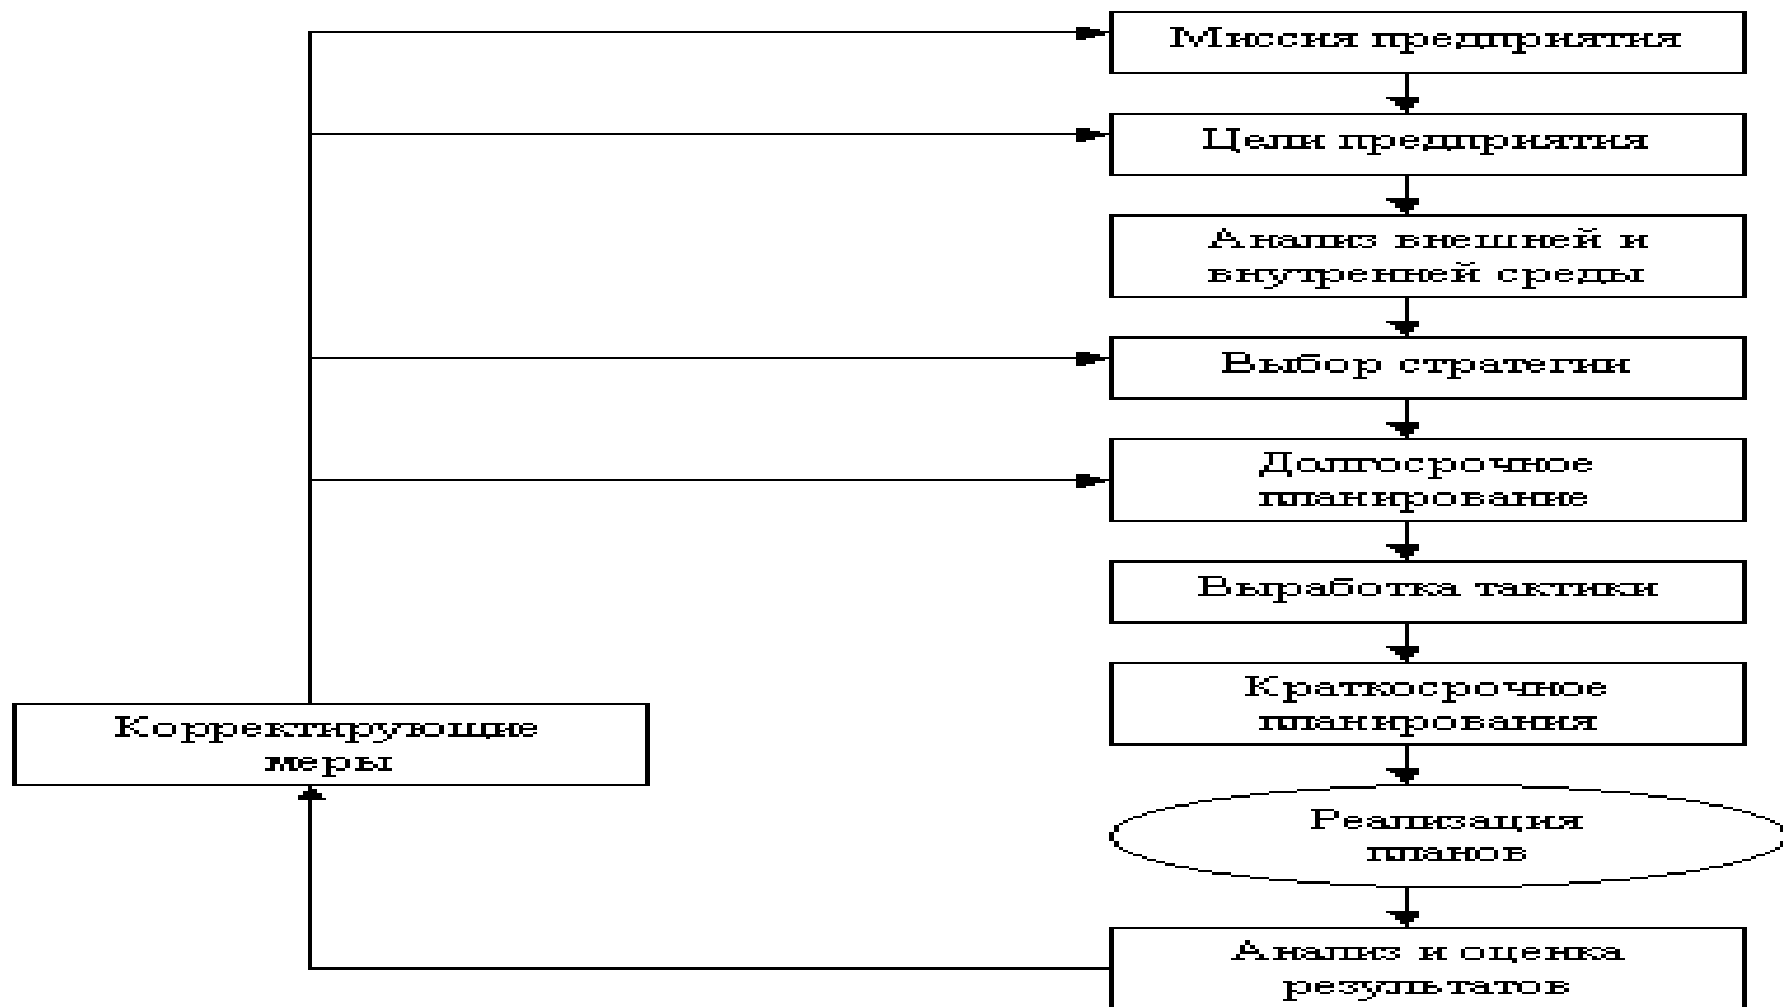 Миссия предприятия
Цели предприятия
Анализ внешней и
внутренней среды
Выбор стратегии
Долгосрочное
планирование
Выработка тактики
Краткосрочное
планирования
Корректирующие
меры
Реализация
планов
Анализ и оценка
результатов